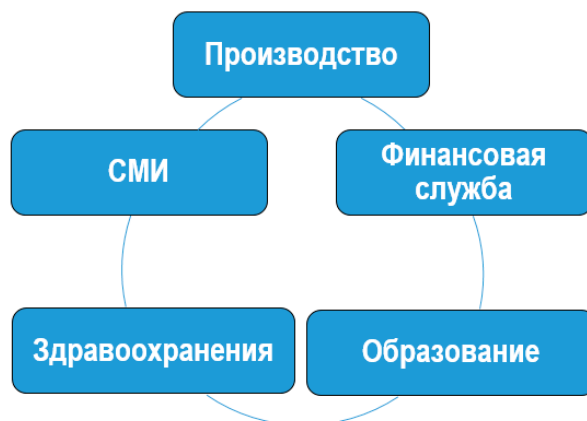 Производство
СМИ
Финансовая
служба
Здравоохранения
Образование